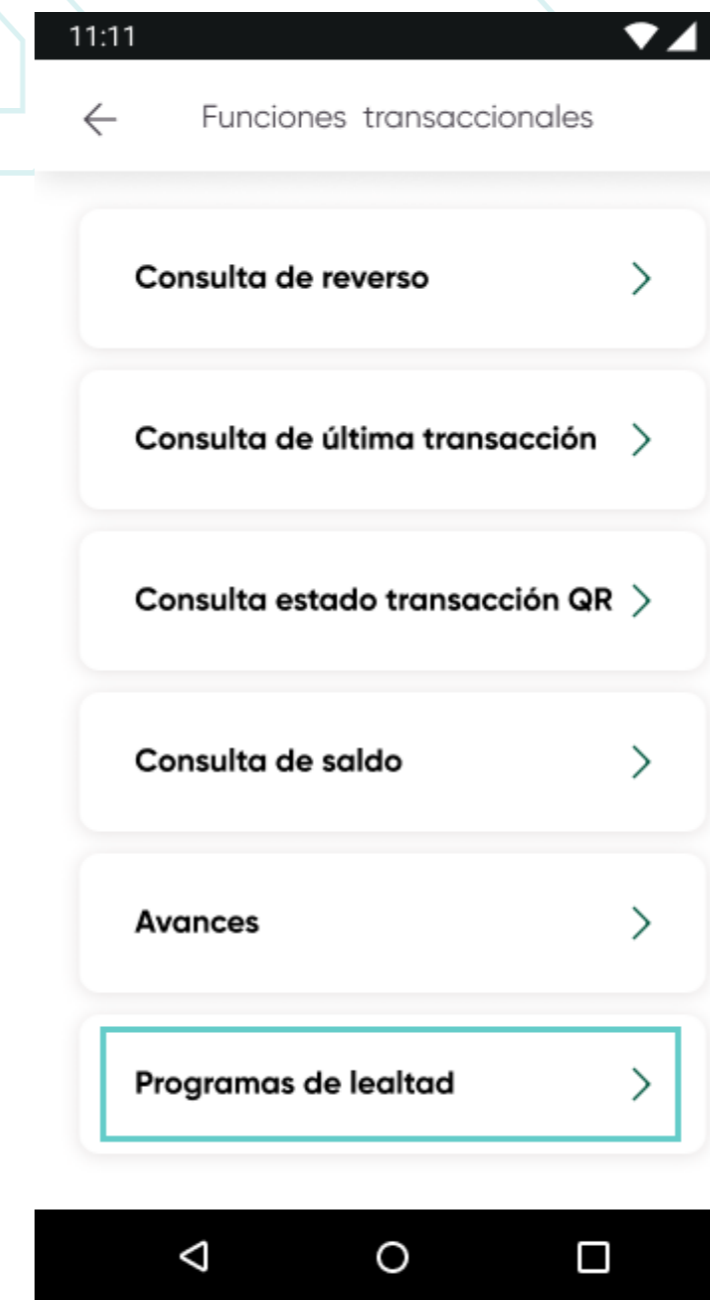 11:11
Funciones transaccionales
Consulta de reverso
Consulta de última transacción
Consulta estado transacción QR
Consulta de saldo
Avances
Programas de lealtad